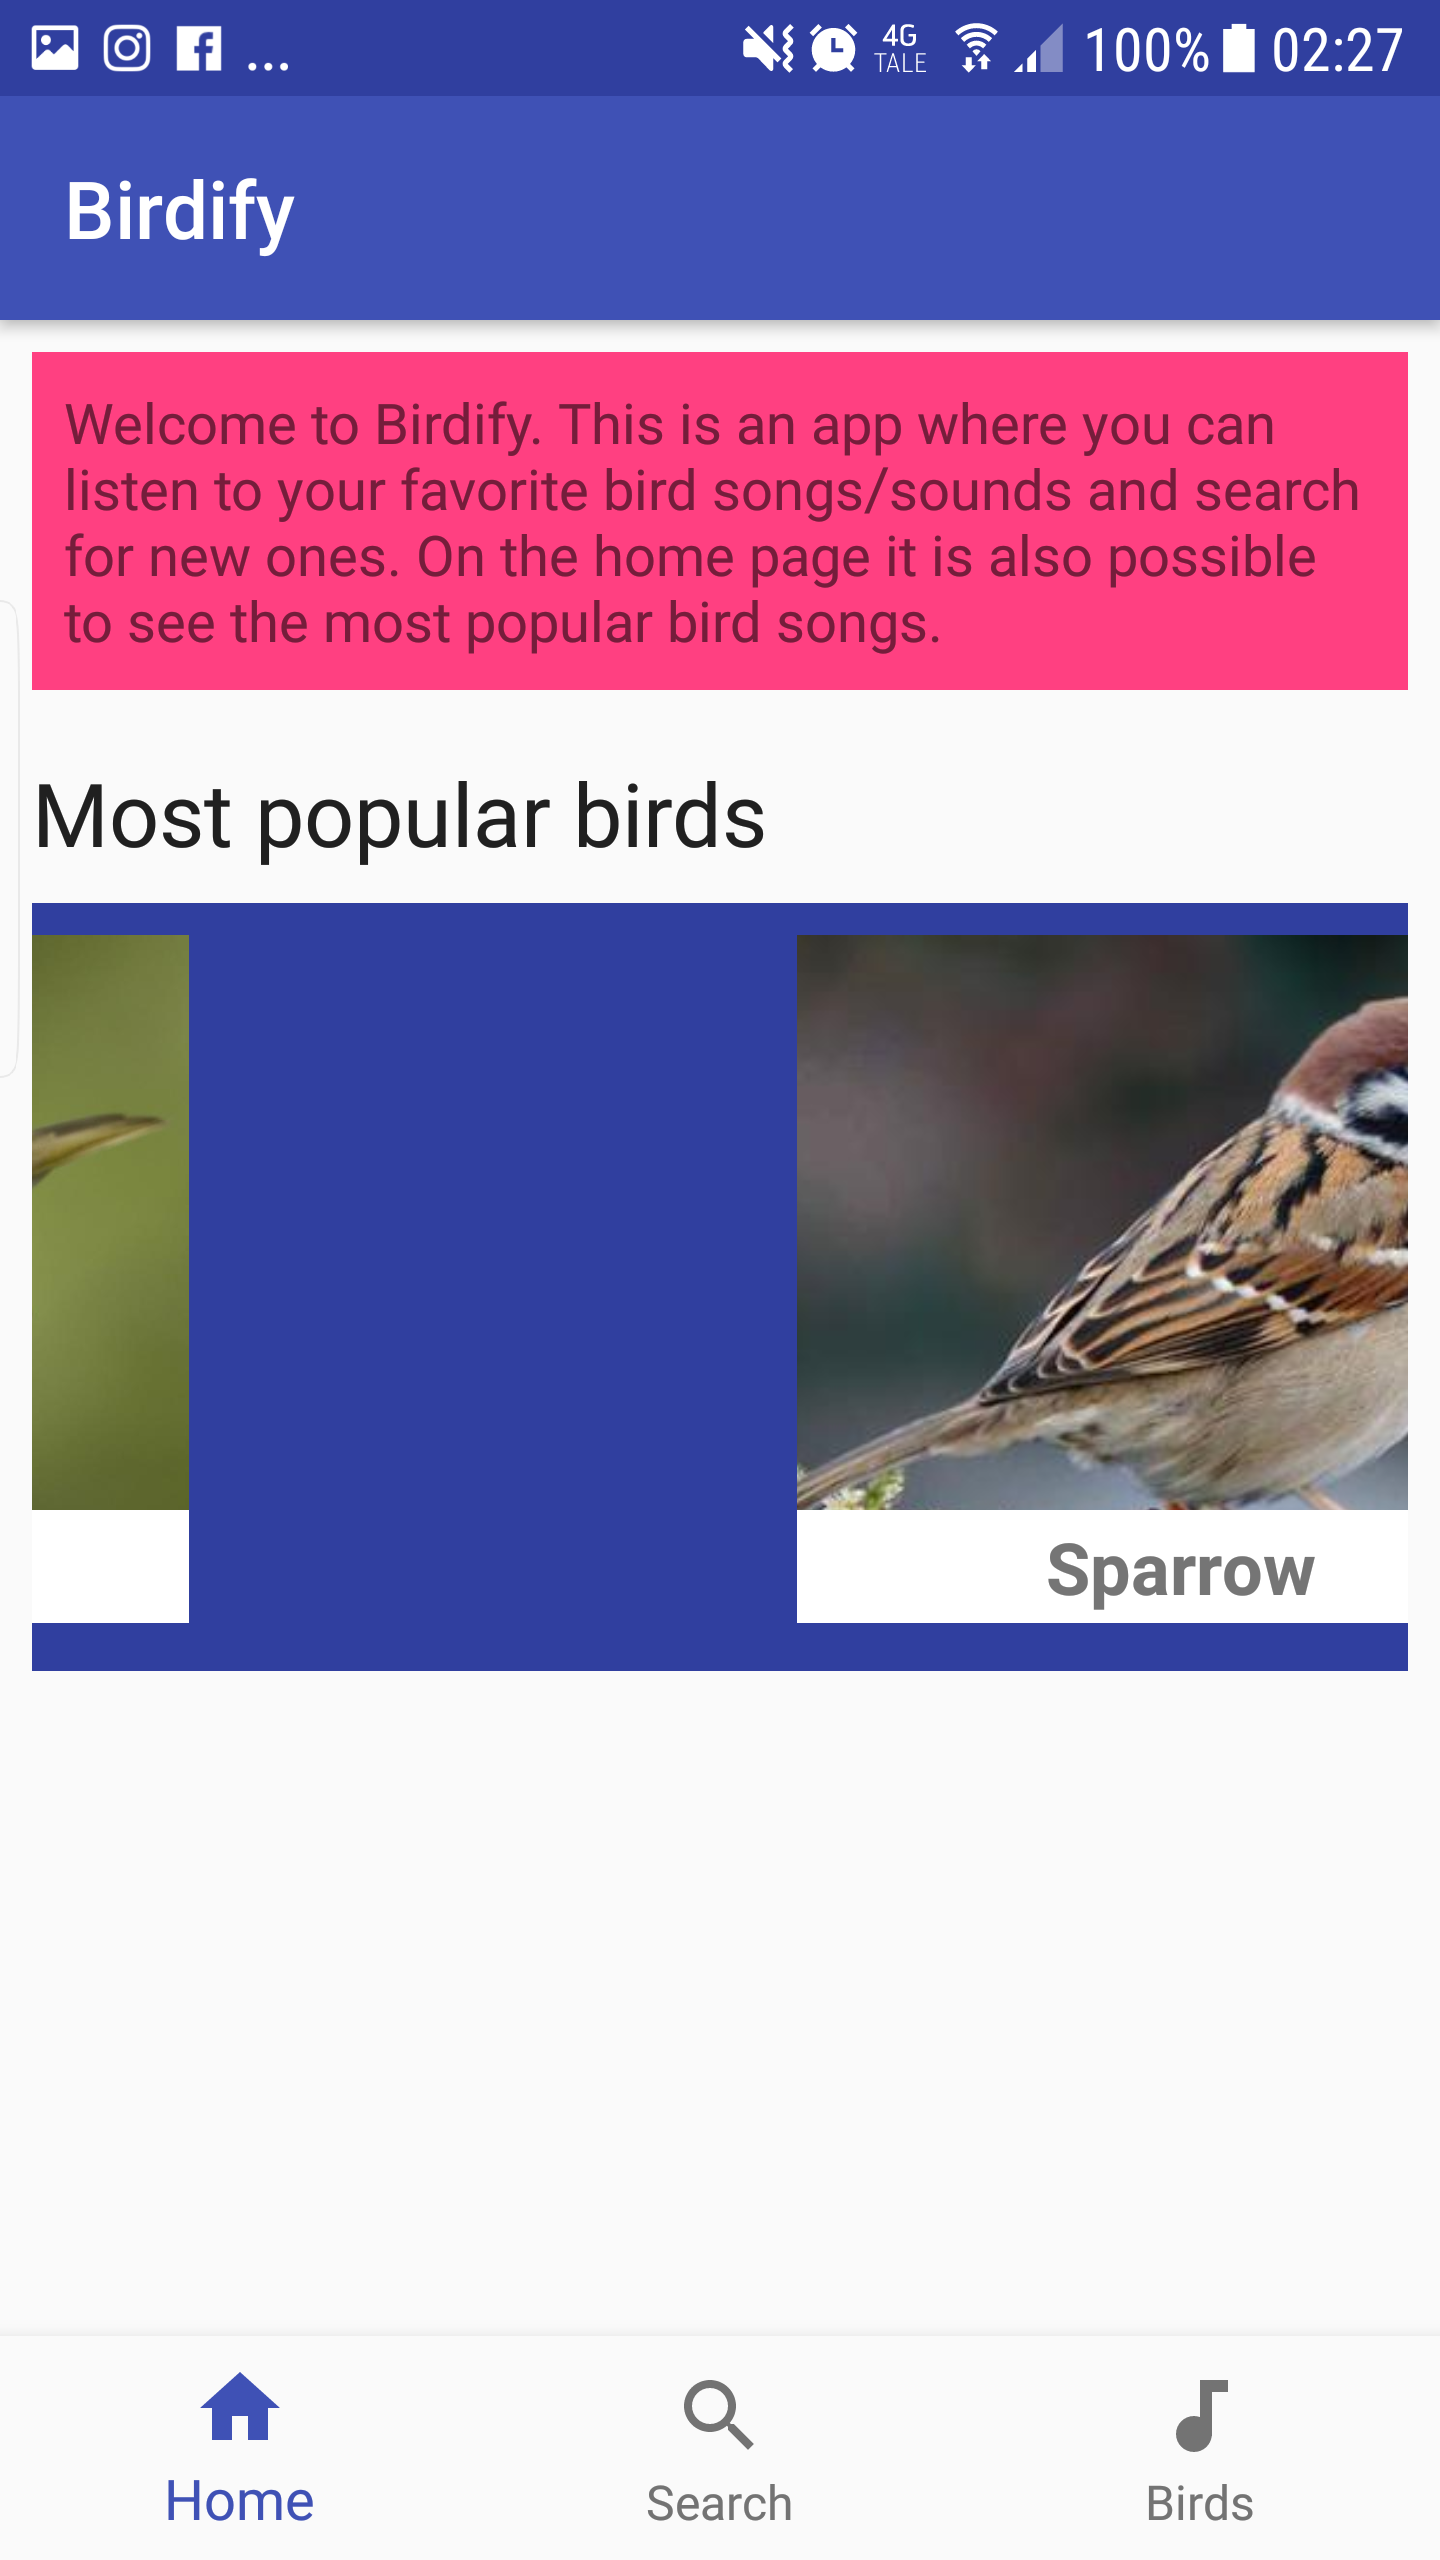 ... 4G TALE 100% 02:27
Birdify
Welcome to Birdify. This is an app where you can
listen to your favorite bird songs/sounds and search
for new ones. On the home page it is also possible
to see the most popular bird songs.
Most popular birds
Sparrow
Home Search Birds